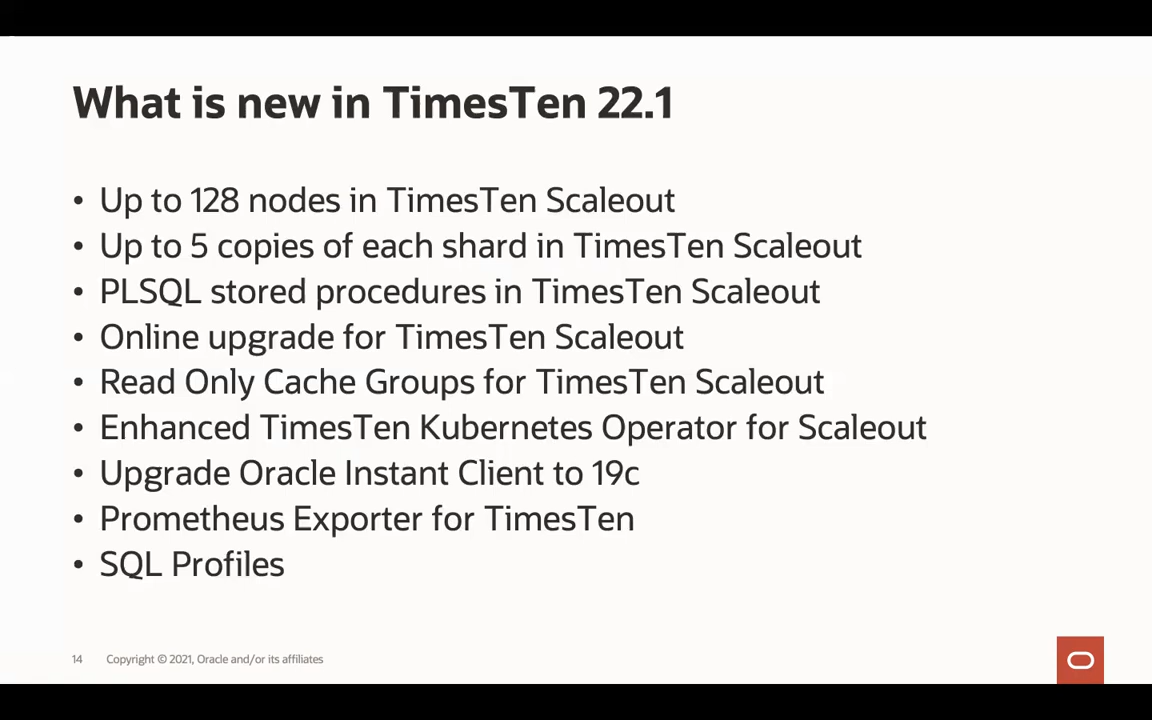 What is new in TimesTen 22.1
• Up to 128 nodes in TimesTen Scaleout
• Up to 5 copies of each shard in TimesTen Scaleout
• PLSQL stored procedures in TimesTen Scaleout
• Online upgrade for TimesTen Scaleout
• Read Only Cache Groups for TimesTen Scaleout
• Enhanced TimesTen Kubernetes Operator for Scaleout
• Upgrade Oracle Instant Client to 19c
• Prometheus Exporter for TimesTen
• SQL Profiles
14 Copyright © 2021, Oracle and/or its affiliates